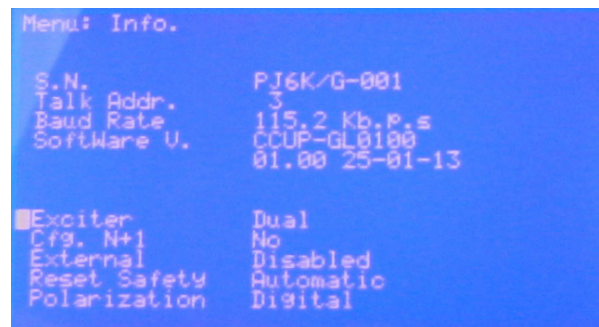 Menu: Info.
S.N. PJ6K/G-001
Talk Addr. 3
Baud Rate 115.2 Kb.p.s
SoftWare V. CCUP-GL0100
01.00 25-01-13
Exciter Dual
Cfg. N+1 No
External Disabled
Reset Safety Automatic
Polarization Digital